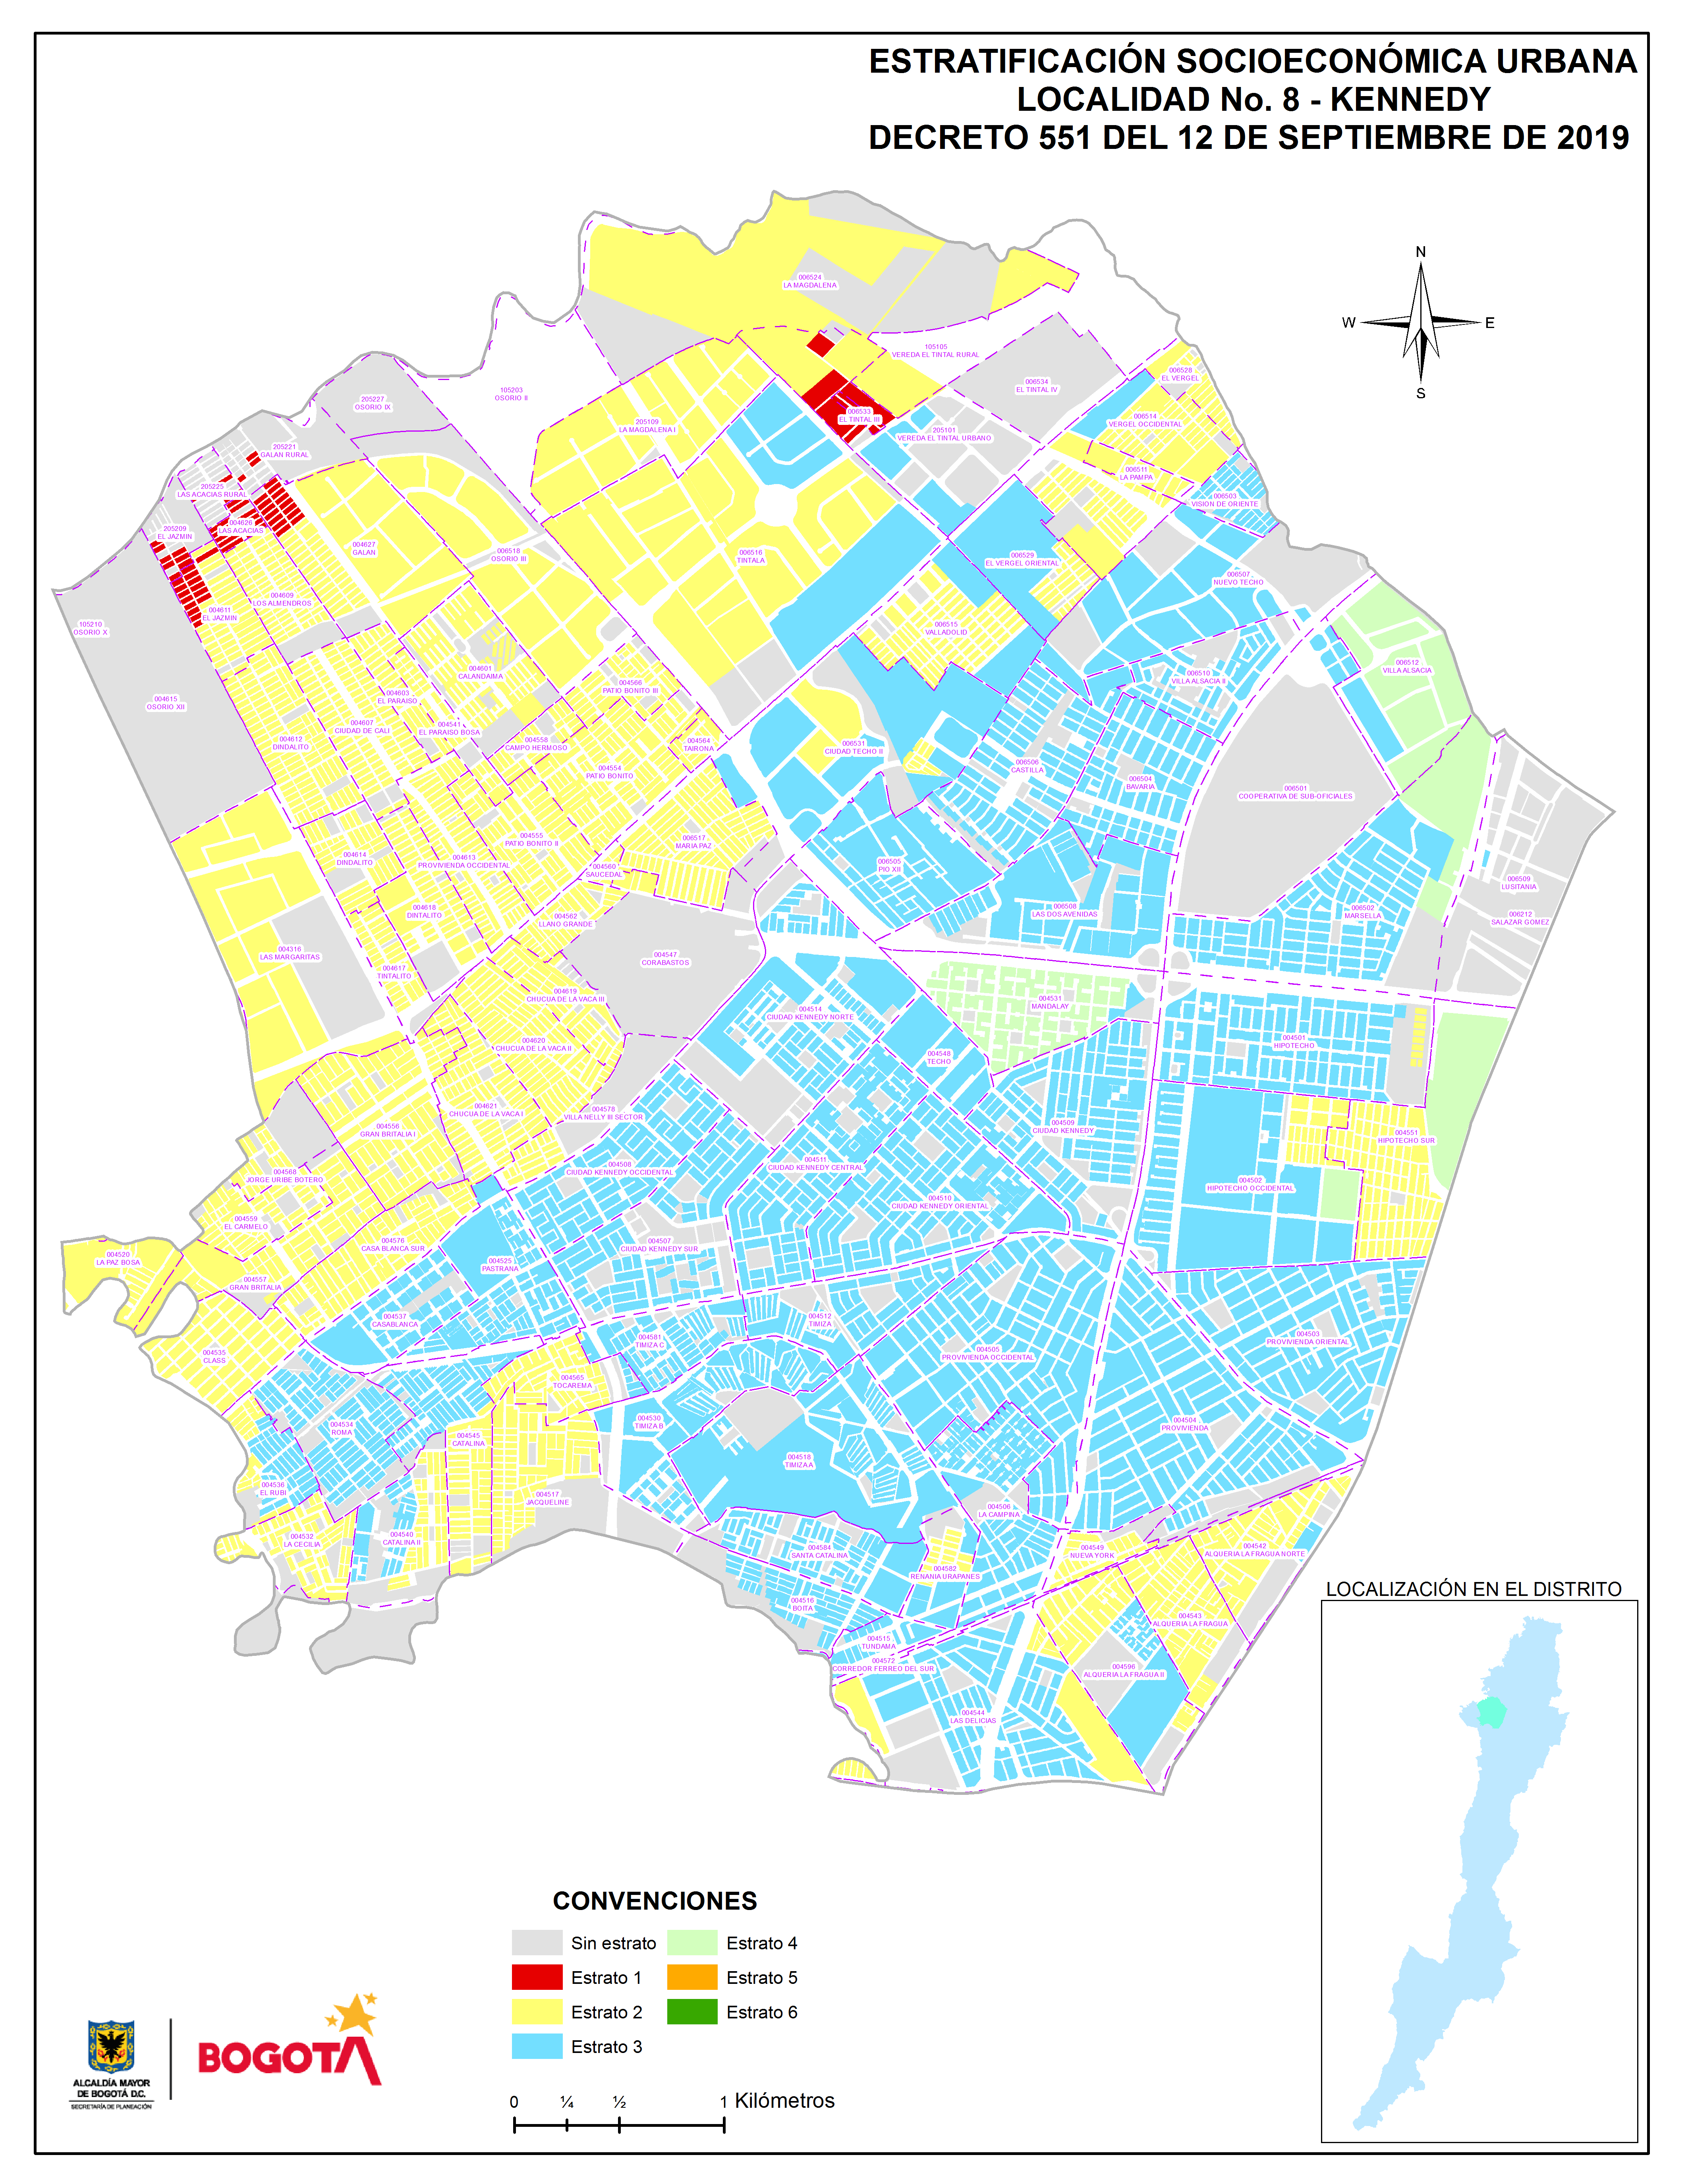 ESTRATIFICACIÓN SOCIOECONÓMICA URBANA
LOCALIDAD No. 8 - KENNEDY
DECRETO 551 DEL 12 DE SEPTIEMBRE DE 2019
N
W
E
S
006524
LA MAGDALENA
105105
VEREDA EL TINTAL RURAL
006534
EL TINTAL IV
006528
EL VERGEL
105203
OSORIO II
205227
OSORIO IX
006533
EL TINTAL III
205109
LA MAGDALENA I
205101
VEREDA EL TINTAL URBANO
006514
VERGEL OCCIDENTAL
205221
GALAN RURAL
006511
LA PAMPA
205225
LAS ACACIAS RURAL
006503
VISION DE ORIENTE
004626
LAS ACACIAS
205209
EL JAZMIN
004627
GALAN
006518
OSORIO III
006516
TINTALA
006529
EL VERGEL ORIENTAL
006507
NUEVO TECHO
004609
LOS ALMENDROS
004611
EL JAZMIN
105210
OSORIO X
006515
VALLADOLID
006512
VILLA ALSACIA
004601
CALANDAIMA
006510
VILLA ALSACIA II
004566
PATIO BONITO III
004603
EL PARAISO
004615
OSORIO XII
004607
CIUDAD DE CALI
004541
EL PARAISO BOSA
004612
DINDALITO
004558
CAMPO HERMOSO
004564
TAIRONA
006531
CIUDAD TECHO II
006506
CASTILLA
004554
PATIO BONITO
006504
BAVARIA
006501
COOPERATIVA DE SUB-OFICIALES
004555
PATIO BONITO II
006517
MARIA PAZ
004614
DINDALITO
004613
PROVIVIENDA OCCIDENTAL
006505
PIO XII
004560
SAUCEDAL
006509
LUSITANIA
004618
DINTALITO
004562
LLANO GRANDE
006508
LAS DOS AVENIDAS
006502
MARSELLA
006212
SALAZAR GOMEZ
004316
LAS MARGARITAS
004547
CORABASTOS
004617
TINTALITO
004619
CHUCUA DE LA VACA III
004531
MANDALAY
004514
CIUDAD KENNEDY NORTE
004620
CHUCUA DE LA VACA II
004501
HIPOTECHO
004548
TECHO
004621
CHUCUA DE LA VACA I
004578
VILLA NELLY III SECTOR
004509
CIUDAD KENNEDY
004556
GRAN BRITALIA I
004551
HIPOTECHO SUR
004511
CIUDAD KENNEDY CENTRAL
004508
CIUDAD KENNEDY OCCIDENTAL
004568
JORGE URIBE BOTERO
004502
HIPOTECHO OCCIDENTAL
004510
CIUDAD KENNEDY ORIENTAL
004559
EL CARMELO
004576
CASA BLANCA SUR
004507
CIUDAD KENNEDY SUR
004520
LA PAZ BOSA
004525
PASTRANA
004557
GRAN BRITALIA
004537
CASABLANCA
004512
TIMIZA
004581
TIMIZA C
004503
PROVIVIENDA ORIENTAL
004535
CLASS
004505
PROVIVIENDA OCCIDENTAL
004565
TOCAREMA
004530
TIMIZA B
004534
ROMA
004504
PROVIVIENDA
004545
CATALINA
004518
TIMIZA A
004536
EL RUBI
004517
JACQUELINE
004506
LA CAMPINA
004532
LA CECILIA
004540
CATALINA II
004584
SANTA CATALINA
004549
NUEVA YORK
004542
ALQUERIA LA FRAGUA NORTE
004582
RENANIA URAPANES
004516
BOITA
004543
ALQUERIA LA FRAGUA
004515
TUNDAMA
004572
CORREDOR FERREO DEL SUR
004596
ALQUERIA LA FRAGUA II
004544
LAS DELICIAS
LOCALIZACIÓN EN EL DISTRITO
CONVENCIONES
Sin estrato
Estrato 1
Estrato 2
Estrato 3
Estrato 4
Estrato 5
Estrato 6
0 ¼ ½ 1 Kilómetros
ALCALDÍA MAYOR
DE BOGOTÁ D.C.
SECRETARÍA DE PLANEACIÓN
BOGOTÁ